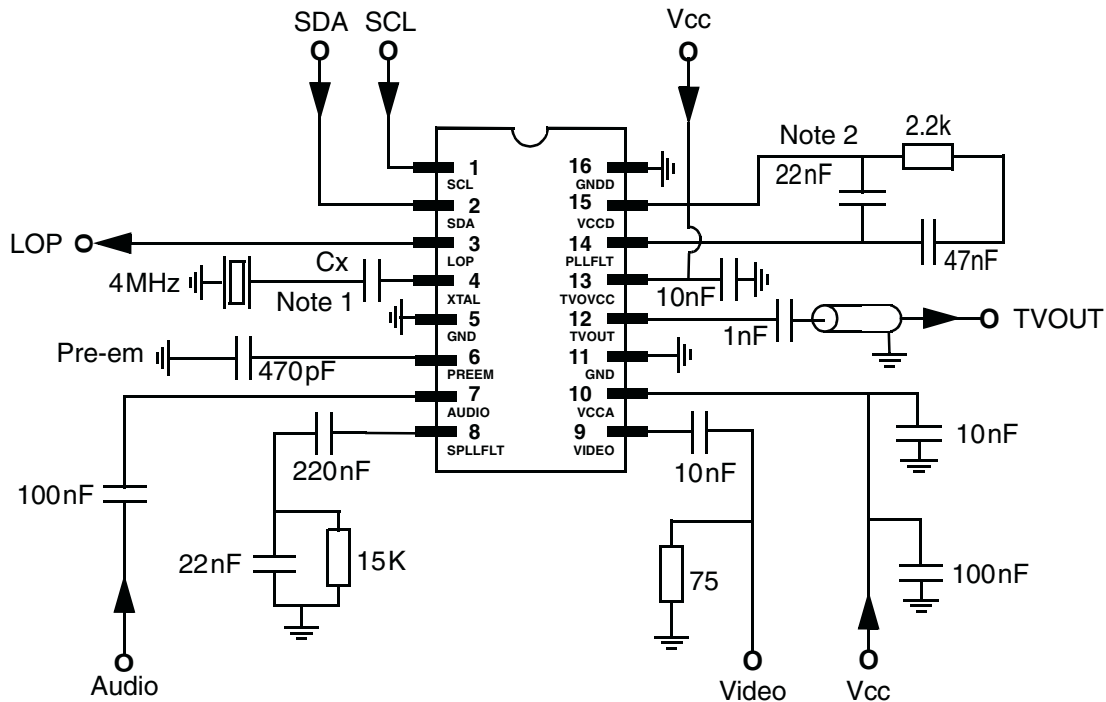 SDA SCL
Vcc
Note 2
2.2k
22nF
47nF
1
SCL
2
SDA
3
LOP
4
XTAL
5
GND
6
PREEM
7
AUDIO
8
SPLLFLT
16
GNDD
15
VCCD
14
PLLFLT
13
TVOVCC
12
TVOUT
11
GND
10
VCCA
9
VIDEO
LOP
4MHz
Cx
Note 1
Pre-em
470pF
10nF
1nF
TVOUT
220nF
10nF
10nF
100nF
22nF
15K
75
100nF
Audio
Video
Vcc